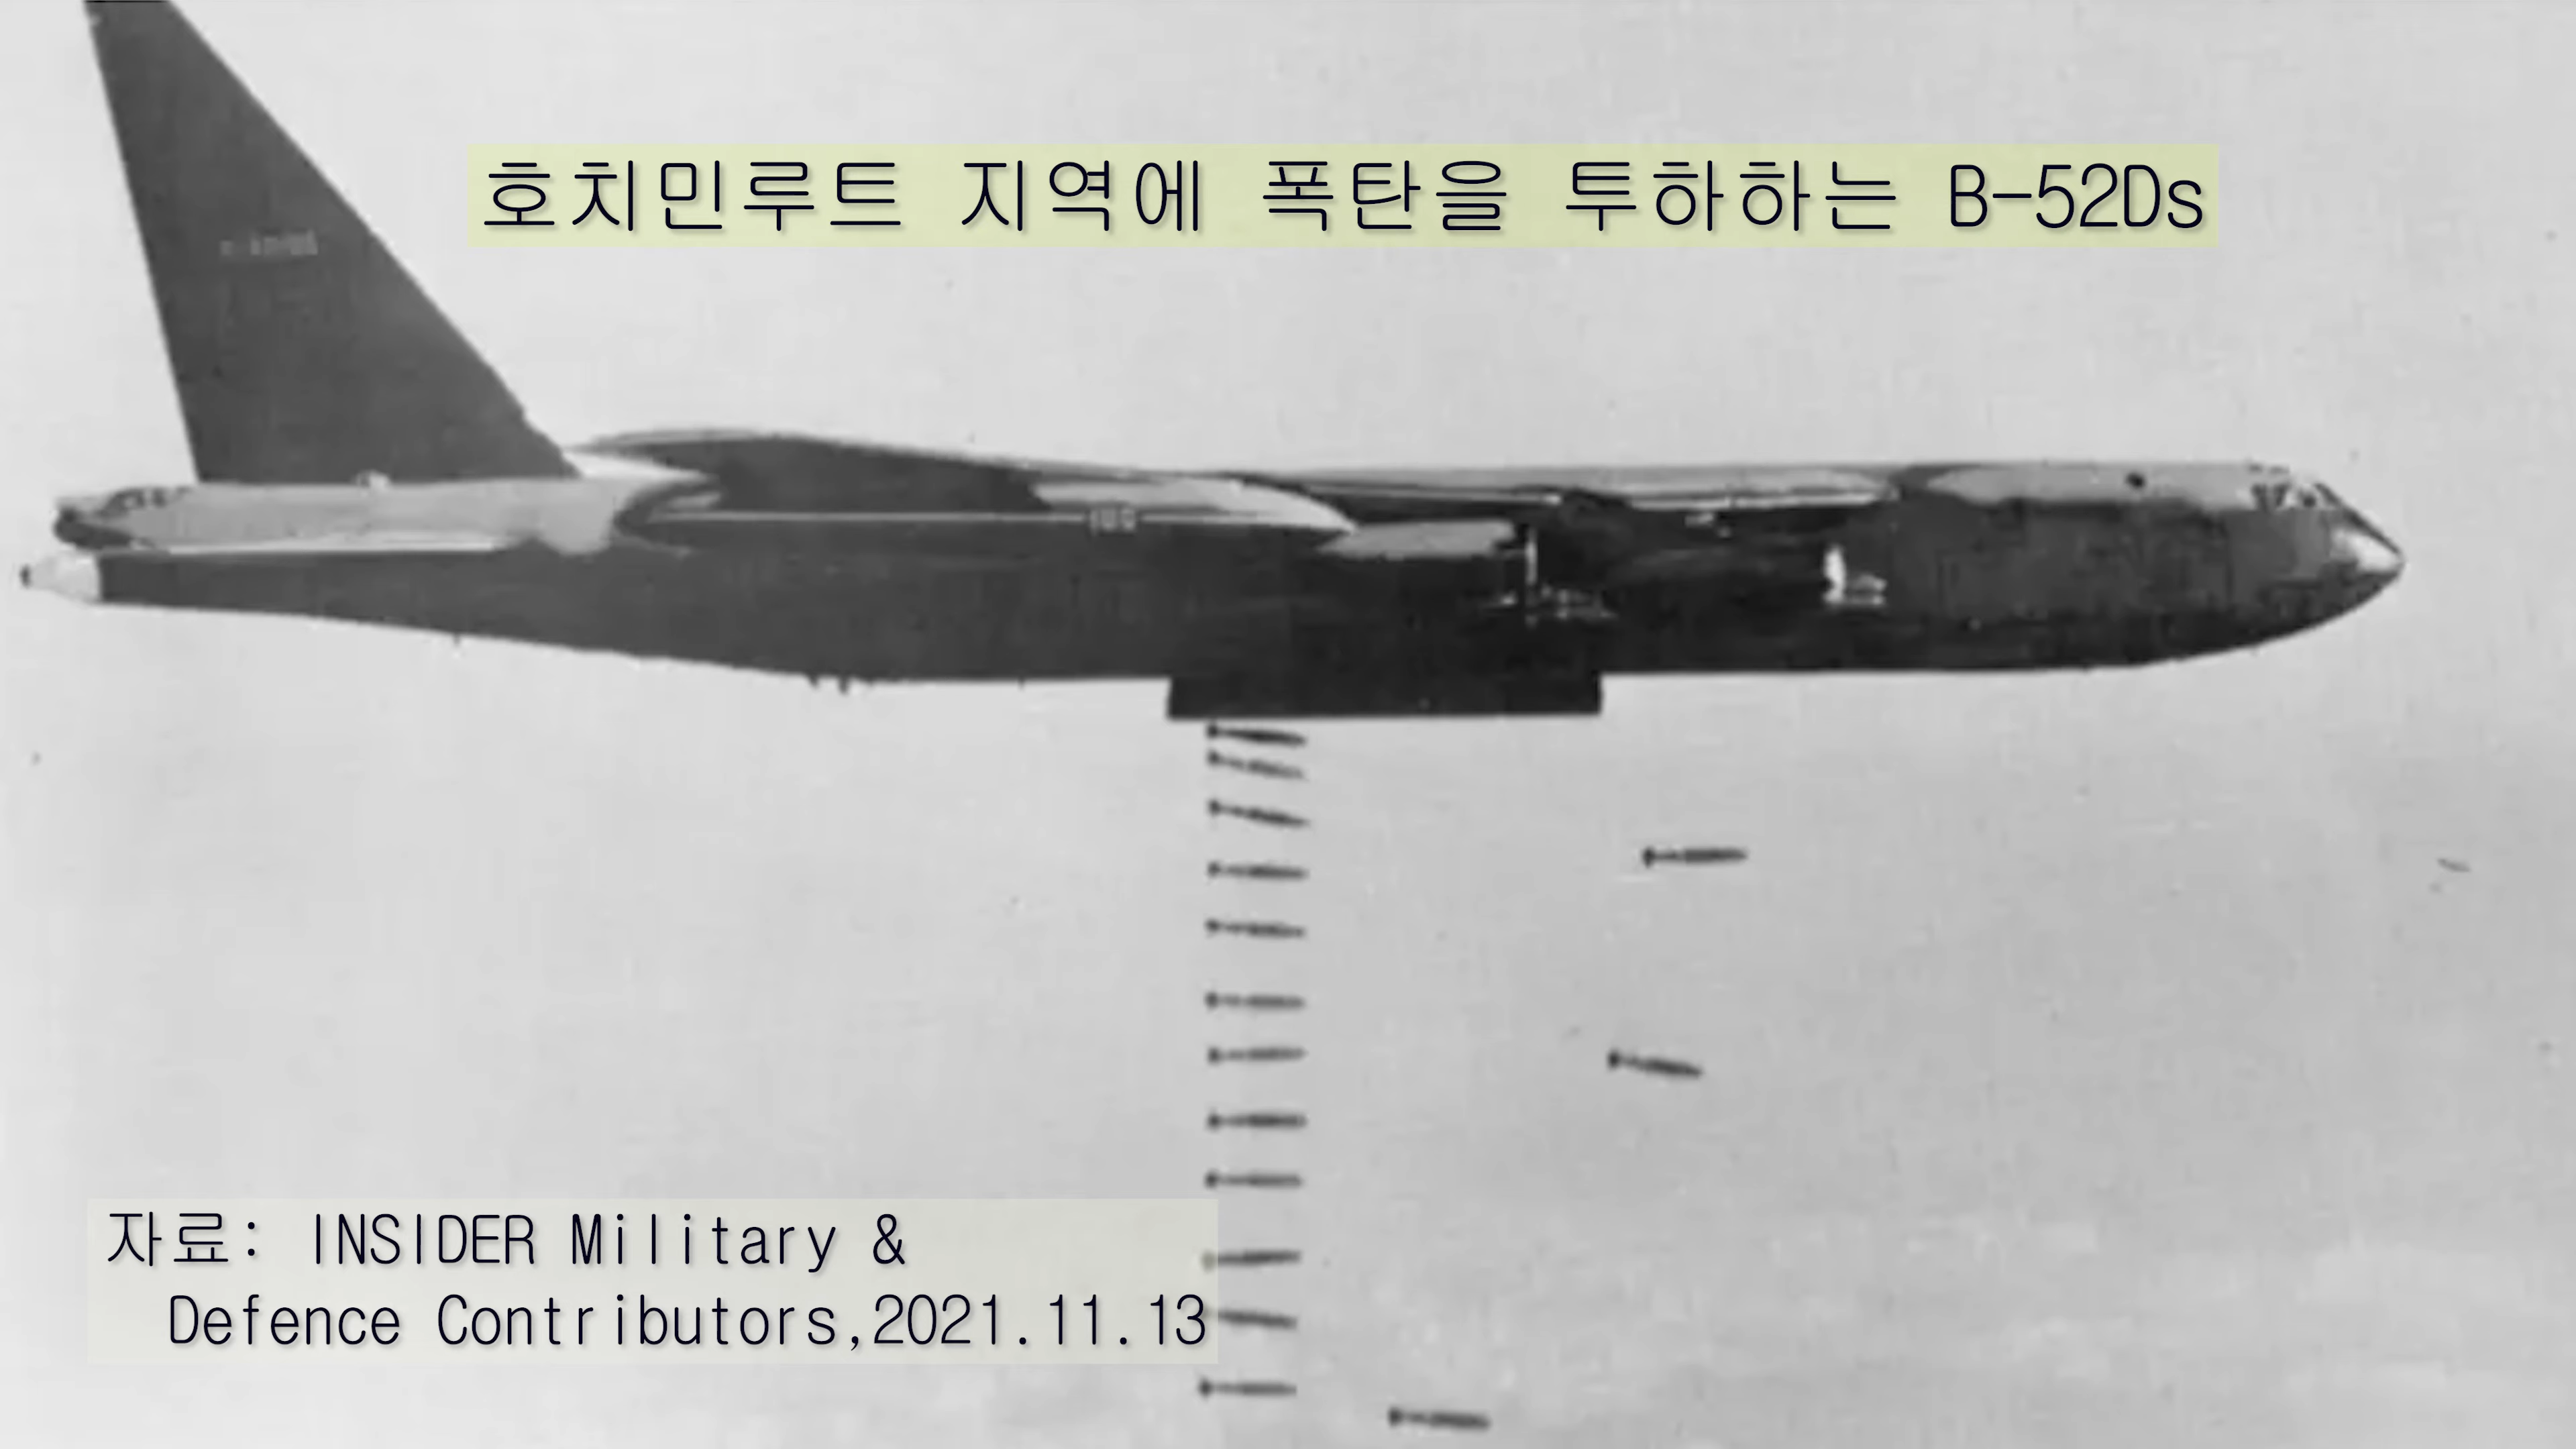 호치민루트 지역에 폭탄을 투하하는 B-52Ds
자료: INSIDER Military &
Defence Contributors,2021.11.13